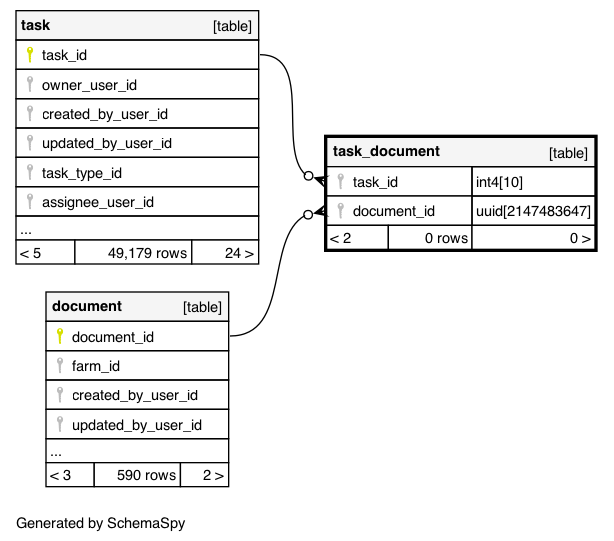 task [table]
task_id
owner_user_id
created_by_user_id
updated_by_user_id
task_type_id
assignee_user_id
...
< 5 49,179 rows 24 >
task_document [table]
task_id int4[10]
document_id uuid[2147483647]
< 2 0 rows 0 >
document [table]
document_id
farm_id
created_by_user_id
updated_by_user_id
...
< 3 590 rows 2 >
Generated by SchemaSpy